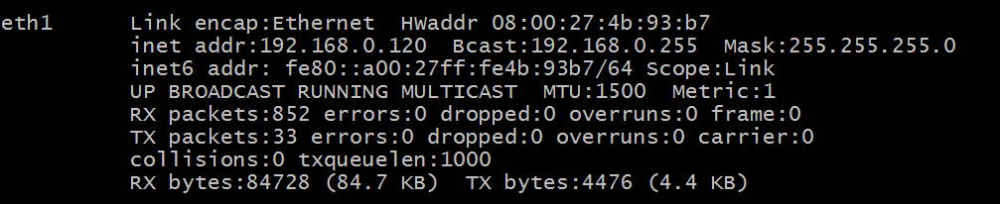 eth1 Link encap:Ethernet HWaddr 08:00:27:4b:93:b7
inet addr:192.168.0.120 Bcast:192.168.0.255 Mask:255.255.255.0
inet6 addr: fe80::a00:27ff:fe4b:93b7/64 Scope:Link
UP BROADCAST RUNNING MULTICAST MTU:1500 Metric:1
RX packets:852 errors:0 dropped:0 overruns:0 frame:0
TX packets:33 errors:0 dropped:0 overruns:0 carrier:0
collisions:0 txqueuelen:1000
RX bytes:84728 (84.7 KB) TX bytes:4476 (4.4 KB)